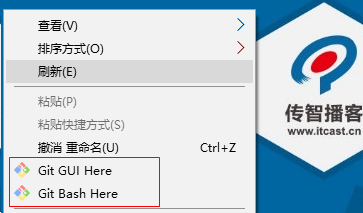 查看(V)
排序方式(O)
刷新(E)
粘贴(P)
粘贴快捷方式(S)
撤消 重命名(U) Ctrl+Z
Git GUI Here
Git Bash Here
传智播客
www.itcast.cn